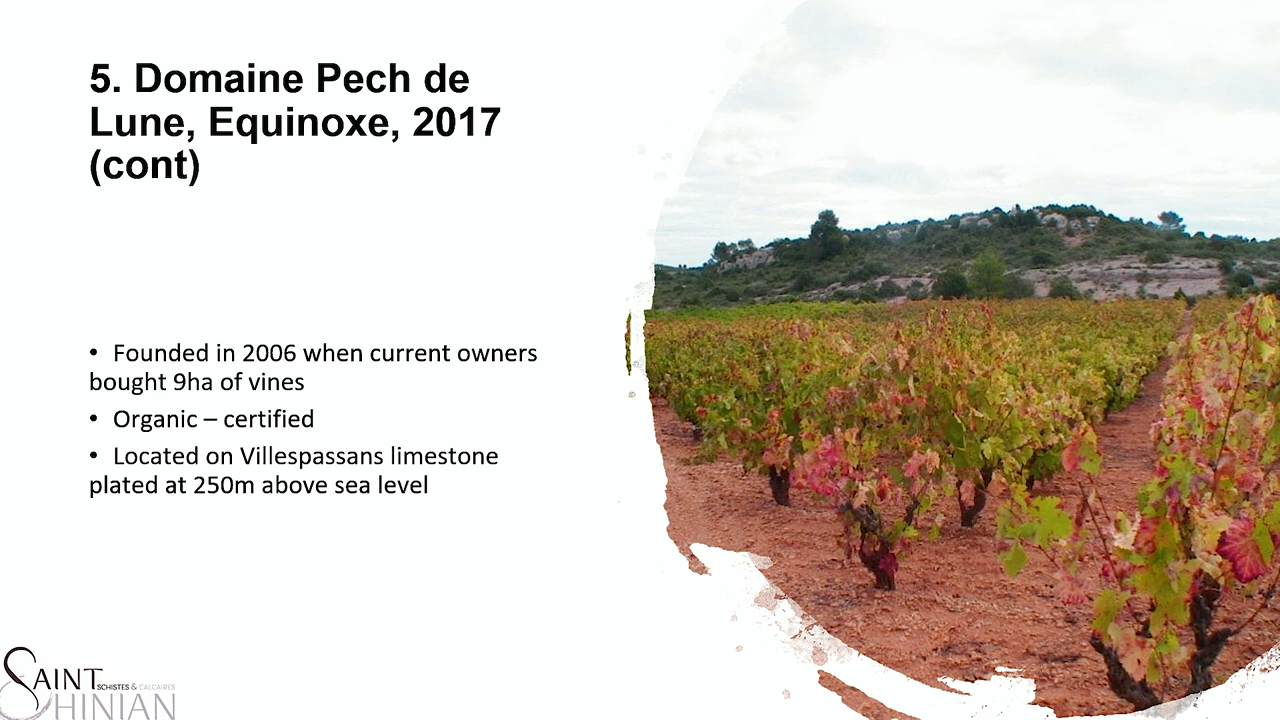 5. Domaine Pech de
Lune, Equinoxe, 2017
(cont)
• Founded in 2006 when current owners
bought 9ha of vines
• Organic – certified
• Located on Villespassans limestone
plated at 250m above sea level
SAINT
SCHISTES & CALCAIRES
CHINIAN